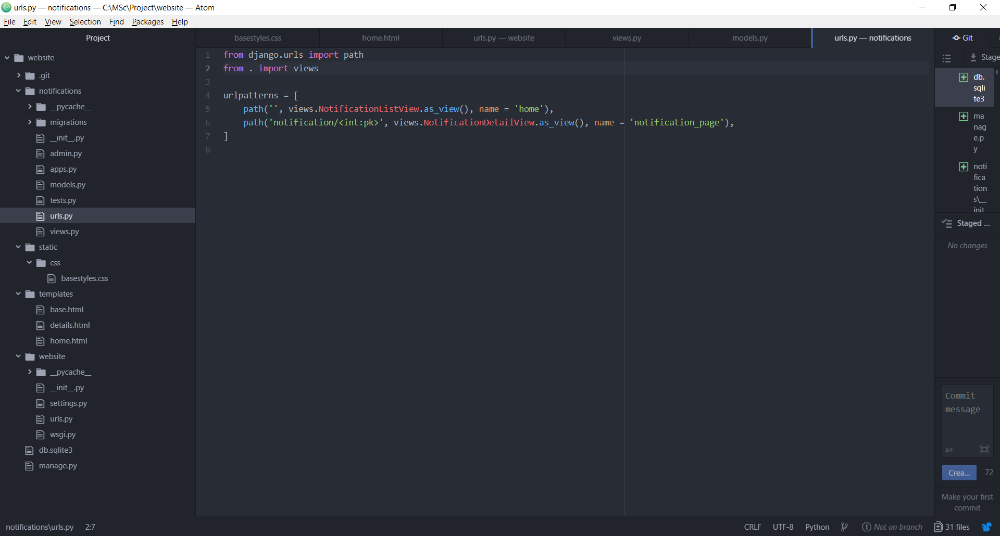 urls.py — notifications — C:\MSc\Project\website — Atom
File Edit View Selection Find Packages Help
Project
website
.git
notifications
__pycache__
migrations
__init__.py
admin.py
apps.py
models.py
tests.py
urls.py
views.py
static
css
basestyles.css
templates
base.html
details.html
home.html
website
__pycache__
__init__.py
settings.py
urls.py
wsgi.py
db.sqlite3
manage.py
basestyles.css home.html urls.py — website views.py models.py urls.py — notifications
1 from django.urls import path
2 from . import views
3
4 urlpatterns = [
5 path('', views.NotificationListView.as_view(), name = 'home'),
6 path('notification/<int:pk>', views.NotificationDetailView.as_view(), name = 'notification_page'),
7 ]
8
Git
Stage
db.
sqli
te3
ma
nag
e.p
y
noti
fica
tion
s\__
init
Staged ...
No changes
Commit
message
Crea... 72
Make your first
commit
notifications\urls.py 2:7 CRLF UTF-8 Python Not on branch 31 files